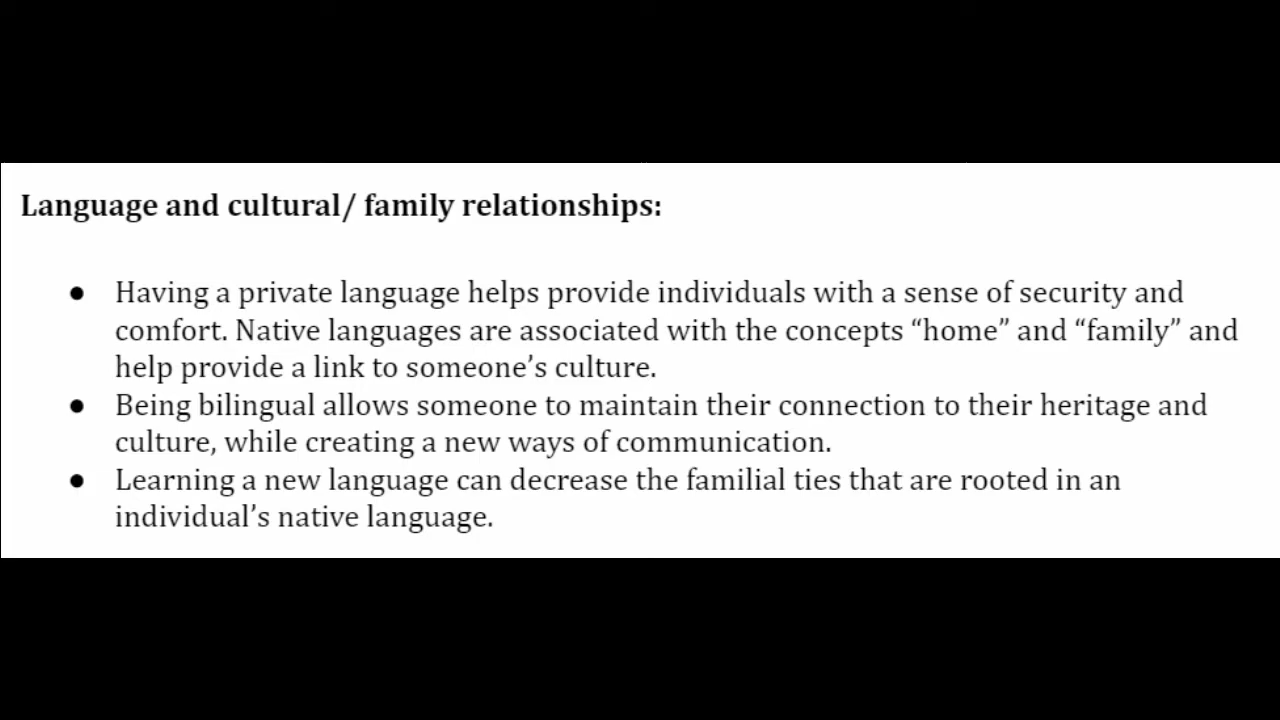 Language and cultural/ family relationships:
● Having a private language helps provide individuals with a sense of security and
comfort. Native languages are associated with the concepts “home” and “family” and
help provide a link to someone’s culture.
● Being bilingual allows someone to maintain their connection to their heritage and
culture, while creating a new ways of communication.
● Learning a new language can decrease the familial ties that are rooted in an
individual’s native language.